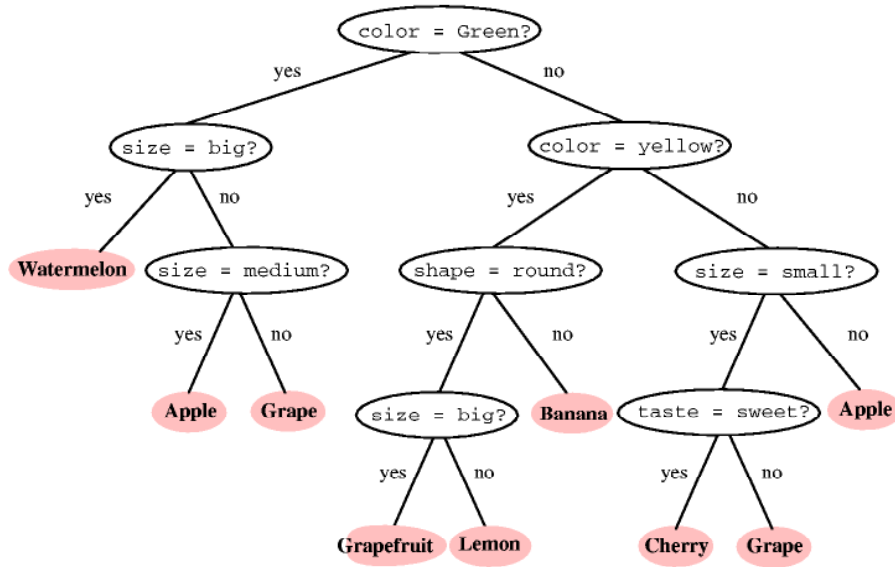 color = Green?
yes
no
size = big?
color = yellow?
yes
no
yes
no
Watermelon
size = medium?
shape = round?
size = small?
yes
no
yes
no
yes
no
Apple
Grape
size = big?
Banana
taste = sweet?
Apple
yes
no
yes
no
Grapefruit
Lemon
Cherry
Grape